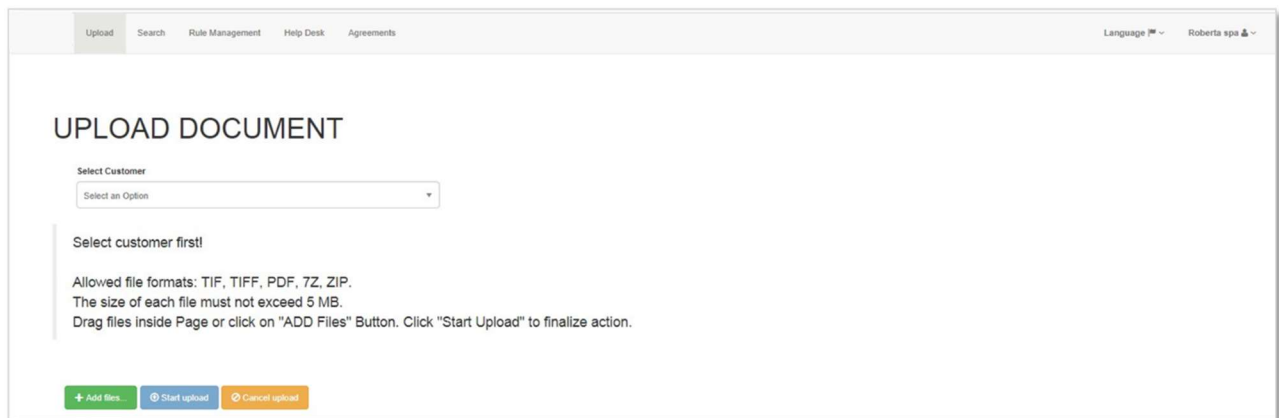 Upload Search Rule Management Help Desk Agreements Language Roberta spa
UPLOAD DOCUMENT
Select Customer
Select an Option
Select customer first!
Allowed file formats: TIF, TIFF, PDF, 7Z, ZIP.
The size of each file must not exceed 5 MB.
Drag files inside Page or click on "ADD Files" Button. Click "Start Upload" to finalize action.
+ Add files... Start upload Cancel upload